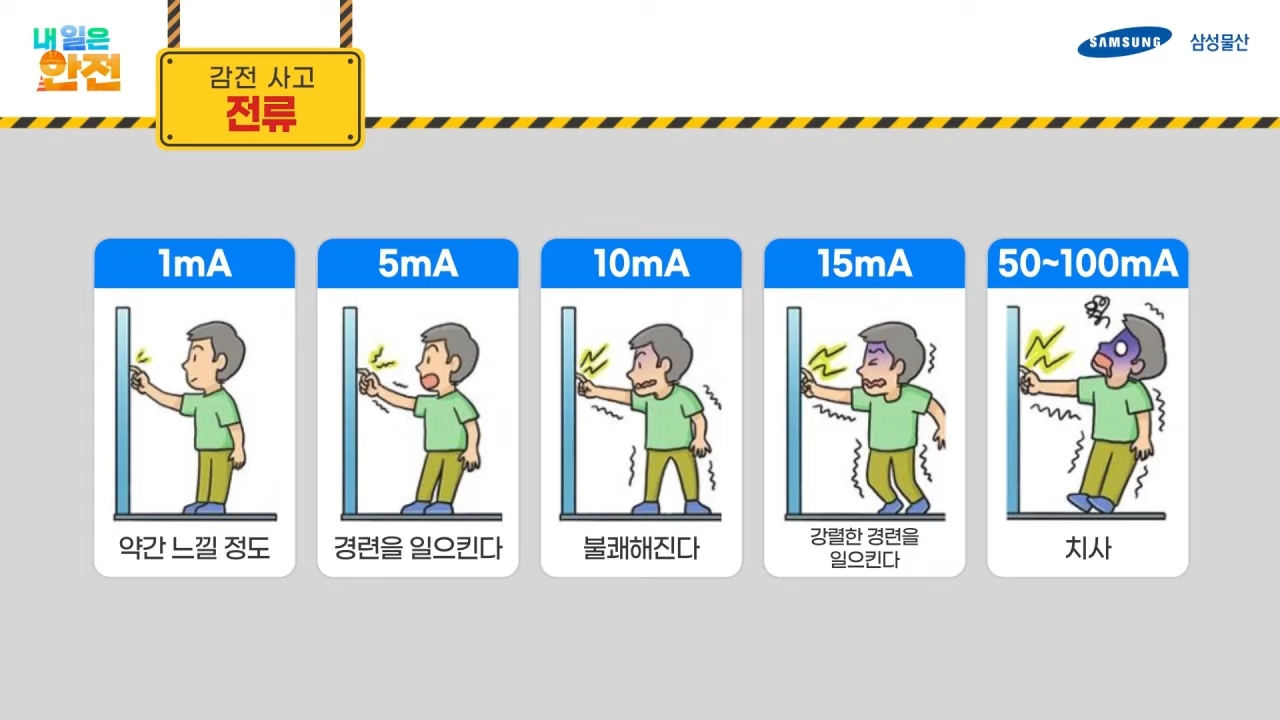 내 일은
안전
감전 사고
전류
SAMSUNG 삼성물산
1mA
약간 느낄 정도
5mA
경련을 일으킨다
10mA
불쾌해진다
15mA
강렬한 경련을
일으킨다
50~100mA
치사